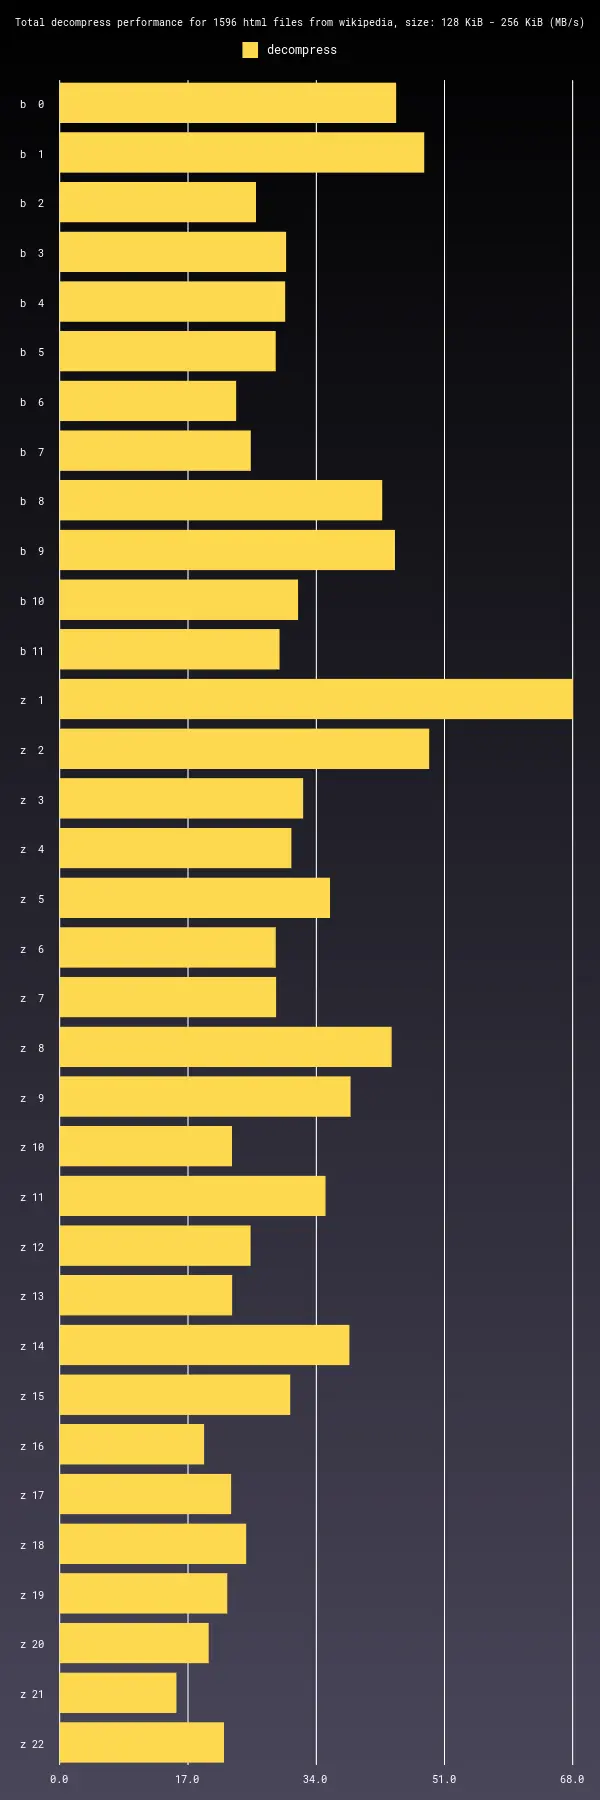 Total decompress performance for 1596 html files from wikipedia, size: 128 KiB - 256 KiB (MB/s)
decompress
b 0
b 1
b 2
b 3
b 4
b 5
b 6
b 7
b 8
b 9
b 10
b 11
z 1
z 2
z 3
z 4
z 5
z 6
z 7
z 8
z 9
z 10
z 11
z 12
z 13
z 14
z 15
z 16
z 17
z 18
z 19
z 20
z 21
z 22
0.0 17.0 34.0 51.0 68.0